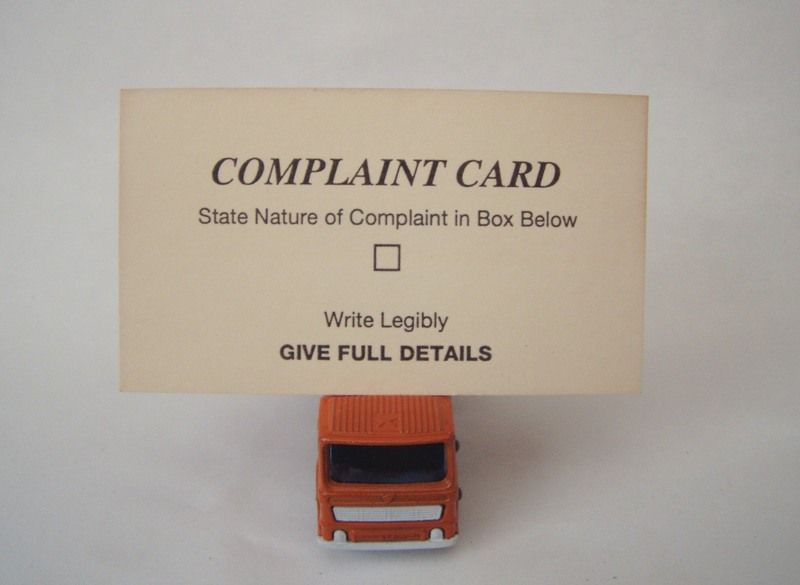 COMPLAINT CARD
State Nature of Complaint in Box Below
Write Legibly
GIVE FULL DETAILS